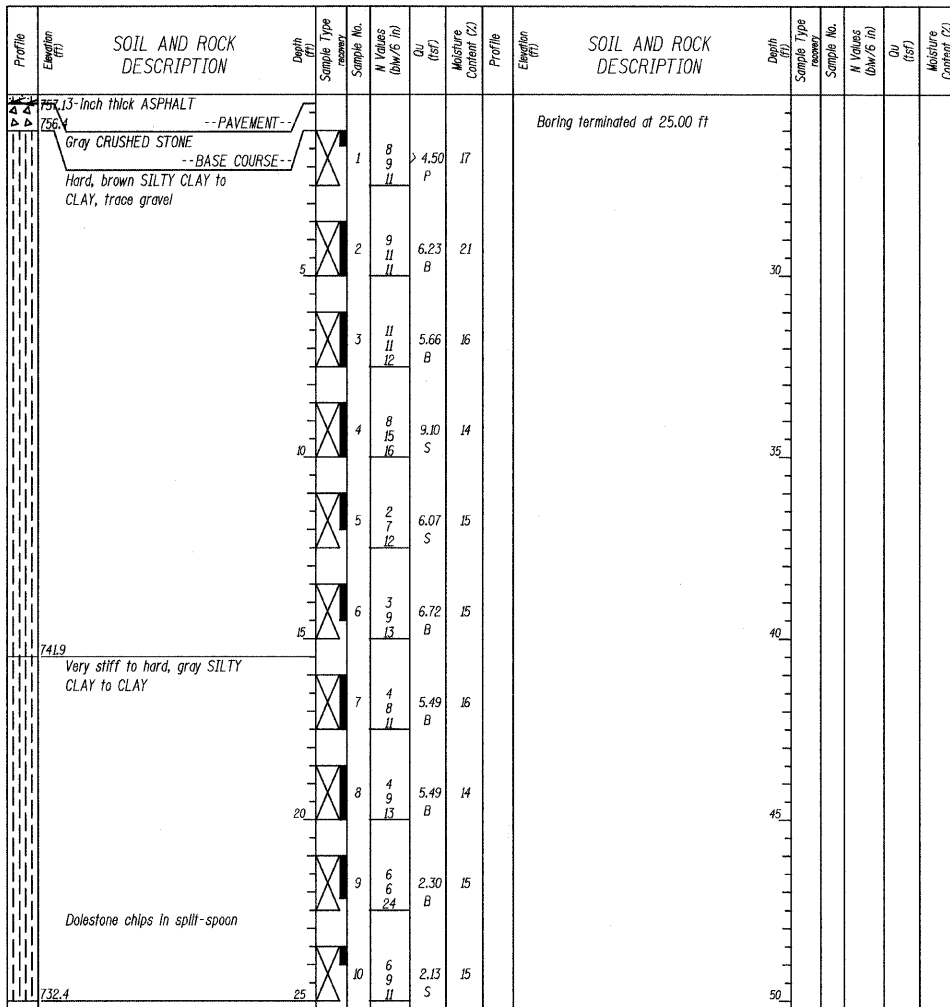 Profile
Elevation (ft)
SOIL AND ROCK
DESCRIPTION
Depth (ft)
Sample Type
recovery
Sample No.
N Values (blw/6 in)
Qu (tsf)
Moisture Content (%)
Profile
Elevation (ft)
SOIL AND ROCK
DESCRIPTION
Depth (ft)
Sample Type
recovery
Sample No.
N Values (blw/6 in)
Qu (tsf)
Moisture Content (%)
757.1 3-inch thick ASPHALT
756.4 --PAVEMENT--
Gray CRUSHED STONE
--BASE COURSE--
Hard, brown SILTY CLAY to
CLAY, trace gravel
1 8 9 11 > 4.50 P 17
2 9 11 11 6.23 B 21
5
3 11 11 12 5.66 B 16
4 8 15 16 9.10 S 14
10
5 2 7 12 6.07 S 15
6 3 9 13 6.72 B 15
15
741.9
Very stiff to hard, gray SILTY
CLAY to CLAY
7 4 8 11 5.49 B 16
8 4 9 13 5.49 B 14
20
9 6 6 24 2.30 B 15
Dolestone chips in split-spoon
10 6 9 11 2.13 S 15
732.4 25
Boring terminated at 25.00 ft
30
35
40
45
50